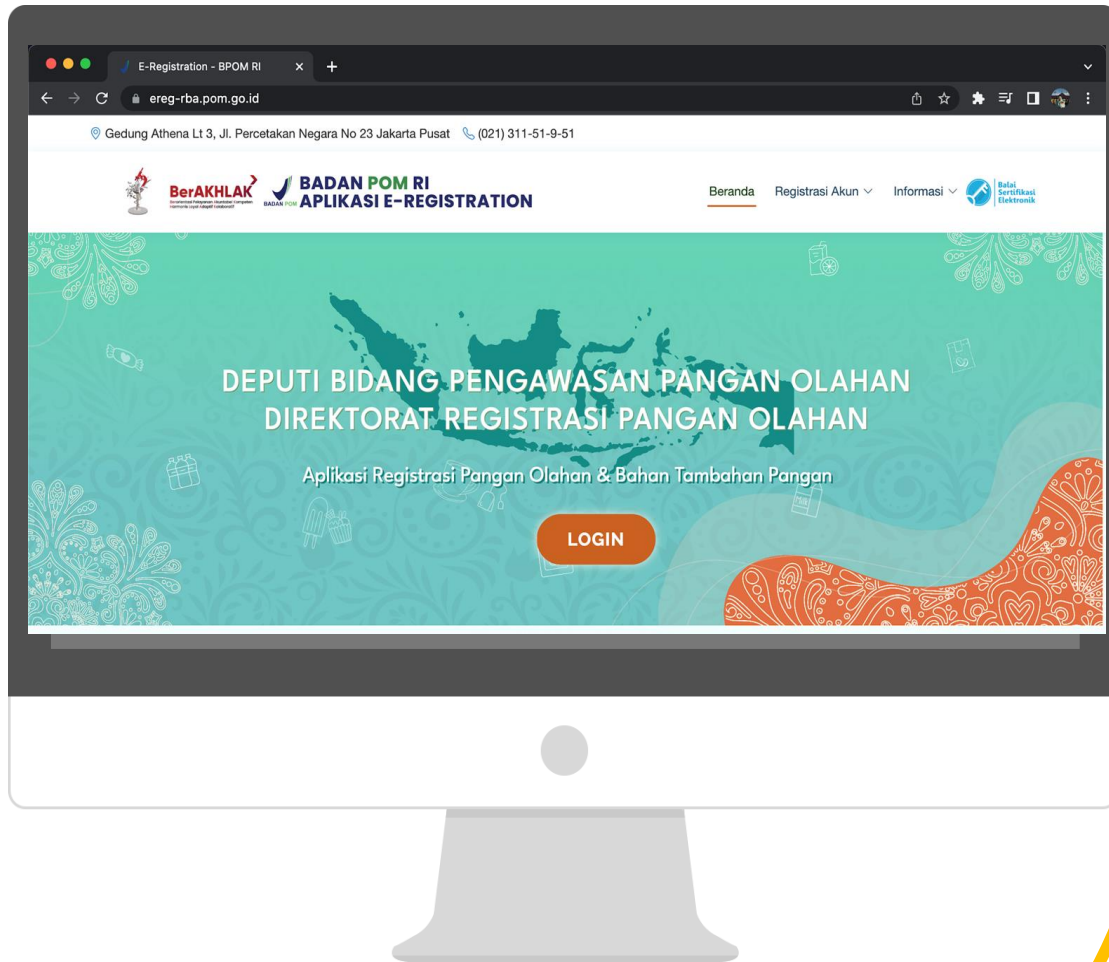 E-Registration - BPOM RI
ereg-rba.pom.go.id
Gedung Athena Lt 3, Jl. Percetakan Negara No 23 Jakarta Pusat (021) 311-51-9-51
BerAKHLAK
BADAN POM
BADAN POM RI
APLIKASI E-REGISTRATION
Beranda Registrasi Akun Informasi
Balai
Sertifikasi
Elektronik
DEPUTI BIDANG PENGAWASAN PANGAN OLAHAN
DIREKTORAT REGISTRASI PANGAN OLAHAN
Aplikasi Registrasi Pangan Olahan & Bahan Tambahan Pangan
LOGIN